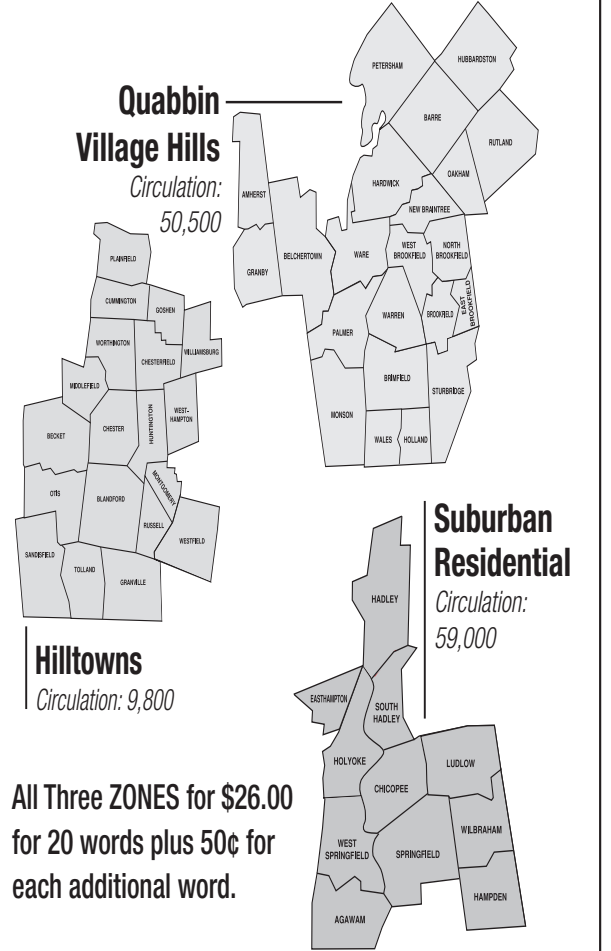 Quabbin
Village Hills
Circulation:
50,500
PETERSHAM
HUBBARDSTON
BARRE
RUTLAND
HARDWICK
OAKHAM
NEW BRAINTREE
AMHERST
BELCHERTOWN
GRANBY
WARE
WEST
BROOKFIELD
NORTH
BROOKFIELD
WARREN
BROOKFIELD
EAST
BROOKFIELD
PALMER
BRIMFIELD
STURBRIDGE
MONSON
WALES
HOLLAND
PLAINFIELD
CUMMINGTON
GOSHEN
WORTHINGTON
CHESTERFIELD
WILLIAMSBURG
MIDDLEFIELD
BECKET
CHESTER
HUNTINGTON
WEST-
HAMPTON
MONTGOMERY
OTIS
BLANDFORD
RUSSELL
WESTFIELD
SANDISFIELD
TOLLAND
GRANVILLE
Hilltowns
Circulation: 9,800
Suburban
Residential
Circulation:
59,000
HADLEY
EASTHAMPTON
SOUTH
HADLEY
HOLYOKE
CHICOPEE
LUDLOW
WEST
SPRINGFIELD
SPRINGFIELD
WILBRAHAM
HAMPDEN
AGAWAM
All Three ZONES for $26.00
for 20 words plus 50¢ for
each additional word.